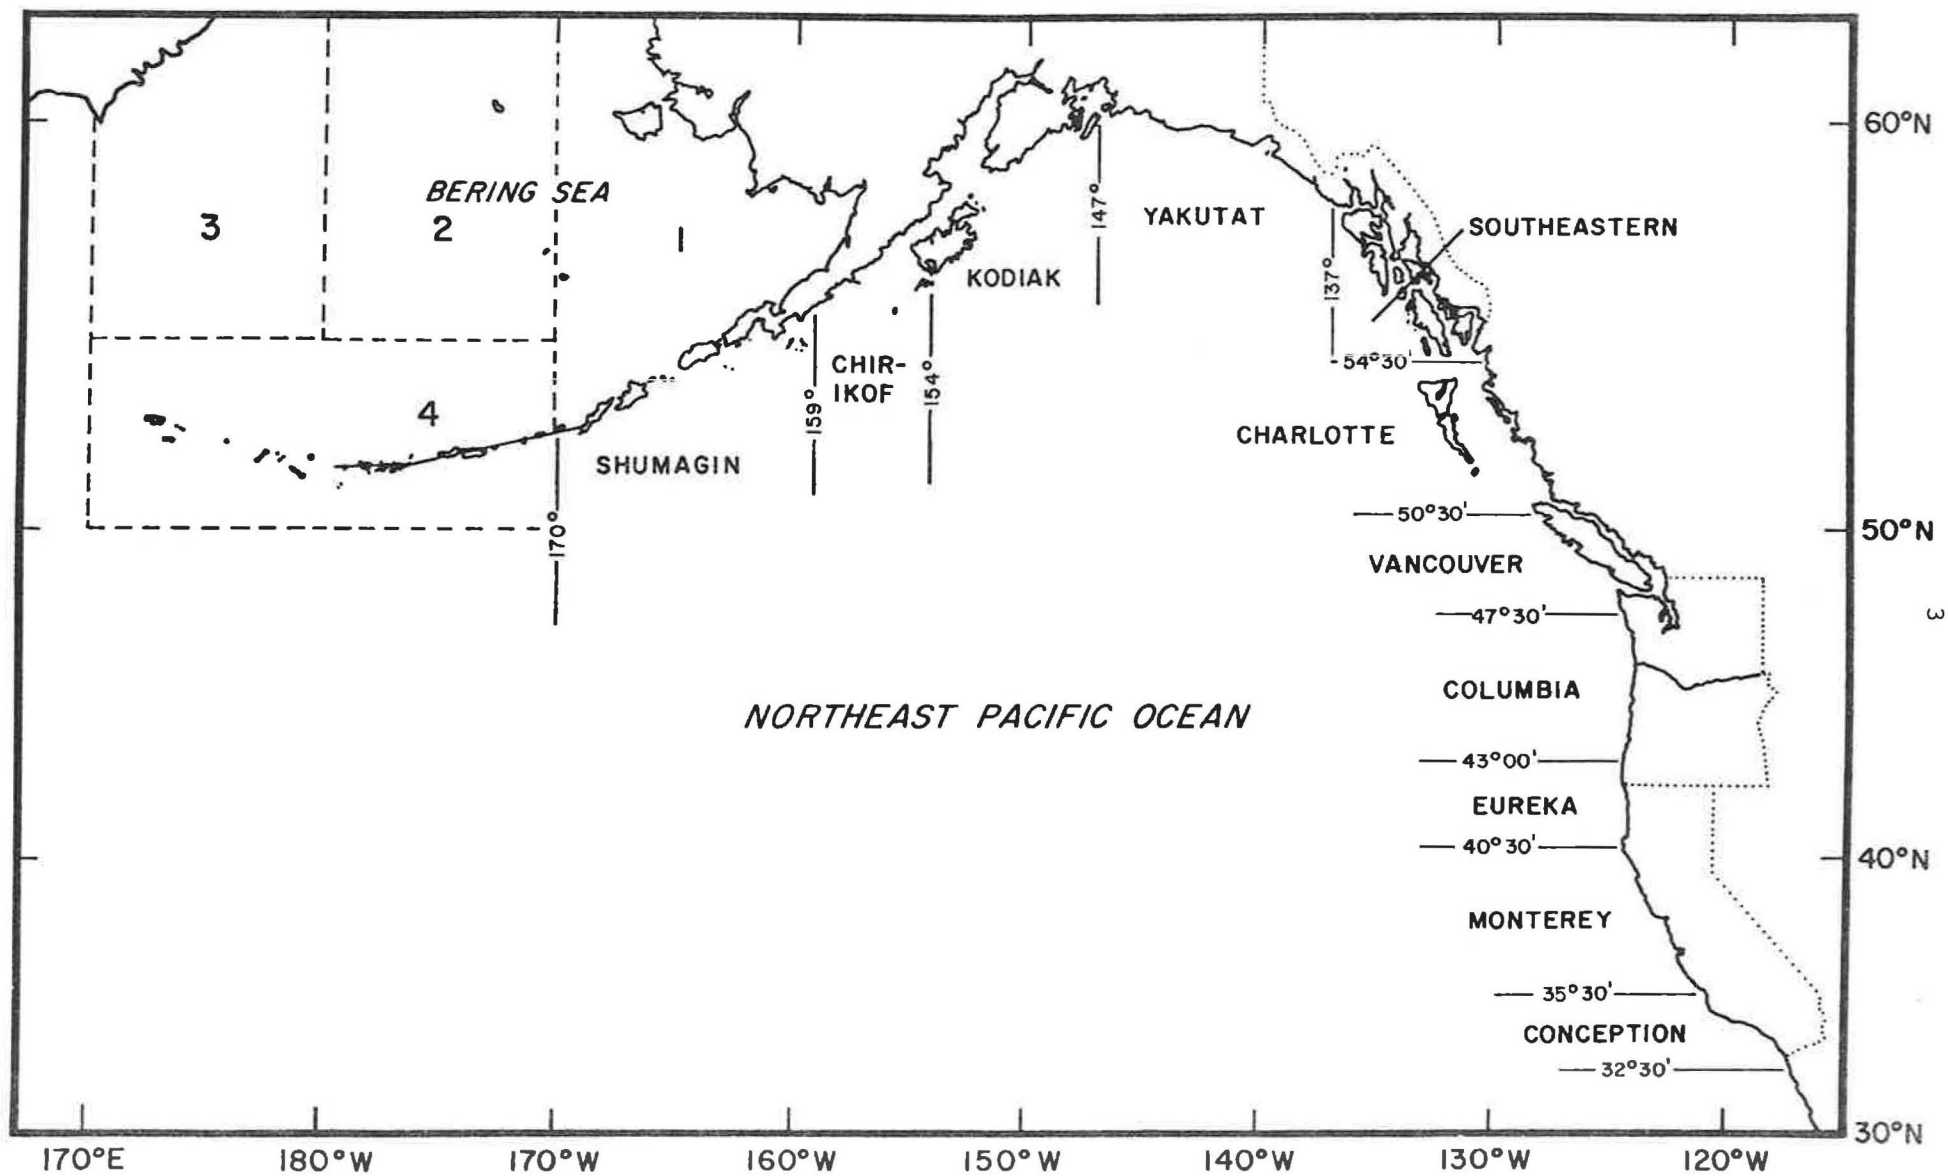 60°N
BERING SEA
3
2
1
147°
YAKUTAT
SOUTHEASTERN
KODIAK
137°
CHIR-
IKOF
54°30'
154°
159°
4
CHARLOTTE
SHUMAGIN
170°
50°30'
50°N
VANCOUVER
47°30'
3
COLUMBIA
NORTHEAST PACIFIC OCEAN
43°00'
EUREKA
40°30'
40°N
MONTEREY
35°30'
CONCEPTION
32°30'
30°N
170°E 180°W 170°W 160°W 150°W 140°W 130°W 120°W